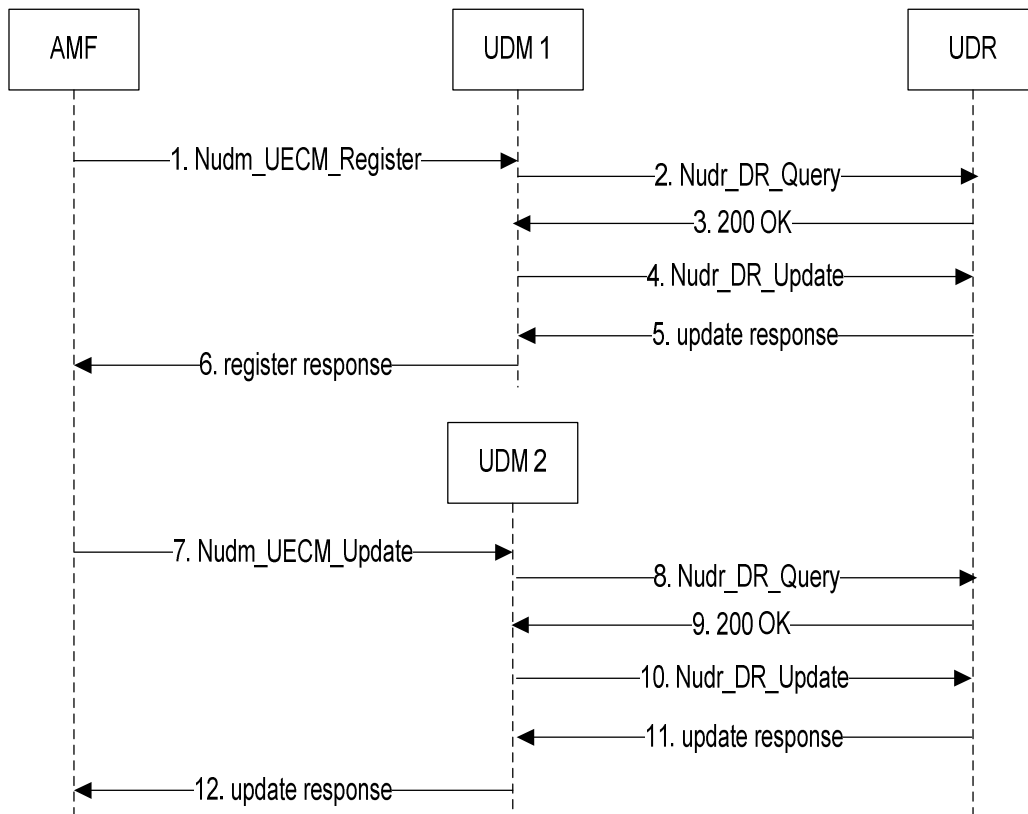 AMF
UDM 1
UDR
1. Nudm_UECM_Register
2. Nudr_DR_Query
3. 200 OK
4. Nudr_DR_Update
5. update response
6. register response
UDM 2
7. Nudm_UECM_Update
8. Nudr_DR_Query
9. 200 OK
10. Nudr_DR_Update
11. update response
12. update response